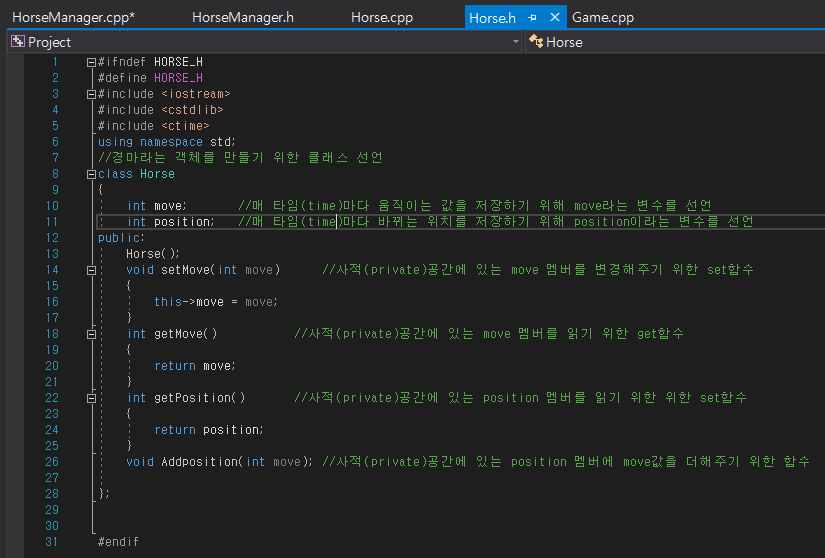 HorseManager.cpp* HorseManager.h Horse.cpp Horse.h Game.cpp
Project Horse
1 #ifndef HORSE_H
2 #define HORSE_H
3 #include <iostream>
4 #include <cstdlib>
5 #include <ctime>
6 using namespace std;
7 //경마라는 객체를 만들기 위한 클래스 선언
8 class Horse
9 {
10 int move; //매 타임(time)마다 움직이는 값을 저장하기 위해 move라는 변수를 선언
11 int position; //매 타임(time)마다 바뀌는 위치를 저장하기 위해 position이라는 변수를 선언
12 public:
13 Horse();
14 void setMove(int move) //사적(private)공간에 있는 move 멤버를 변경해주기 위한 set함수
15 {
16 this->move = move;
17 }
18 int getMove() //사적(private)공간에 있는 move 멤버를 읽기 위한 get함수
19 {
20 return move;
21 }
22 int getPosition() //사적(private)공간에 있는 position 멤버를 읽기 위한 위한 set함수
23 {
24 return position;
25 }
26 void Addposition(int move); //사적(private)공간에 있는 position 멤버에 move값을 더해주기 위한 함수
27
28 };
29
30
31 #endif